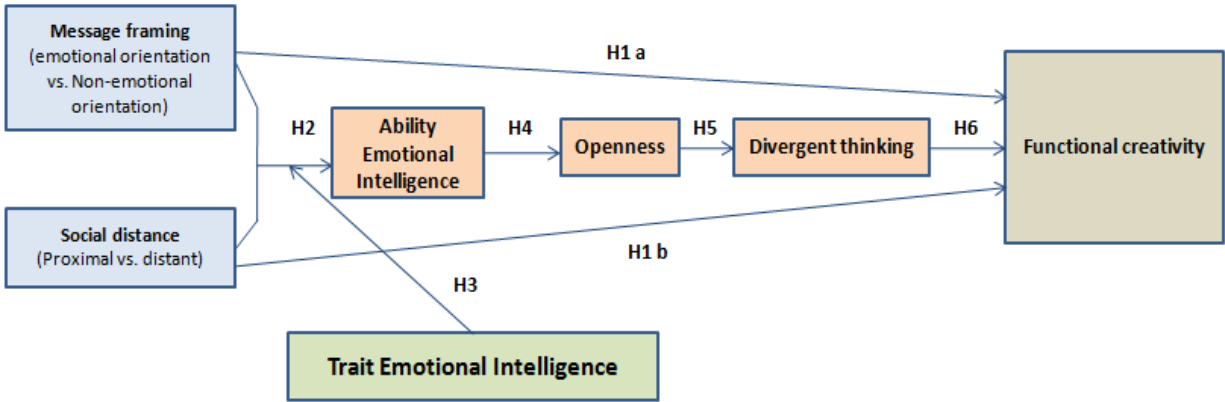 Message framing
(emotional orientation
vs. Non-emotional
orientation)
H1 a
H2
Ability
Emotional
Intelligence
H4
Openness
H5
Divergent thinking
H6
Functional creativity
Social distance
(Proximal vs. distant)
H1 b
H3
Trait Emotional Intelligence